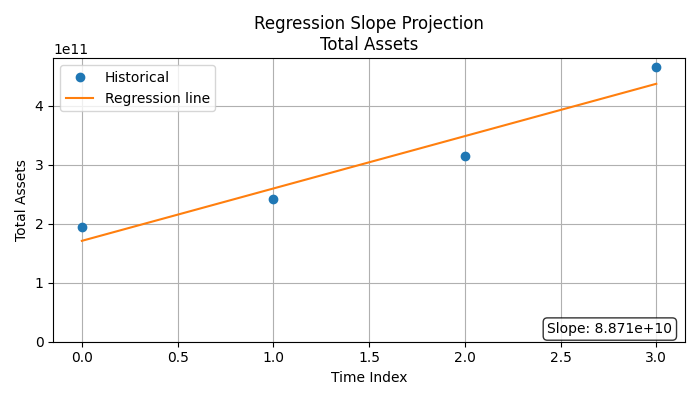 Regression Slope Projection
Total Assets
1e11
Historical
Regression line
4
3
2
1
0
Total Assets
Slope: 8.871e+10
0.0 0.5 1.0 1.5 2.0 2.5 3.0
Time Index